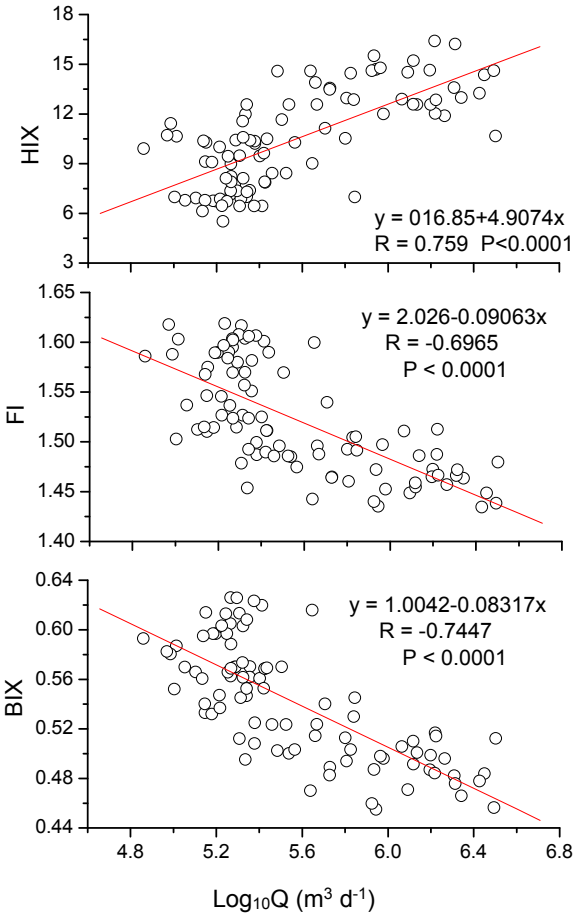 18
15
12
9
6
3
HIX
y = 016.85+4.9074x
R = 0.759 P<0.0001
1.65
1.60
1.55
1.50
1.45
1.40
FI
y = 2.026-0.09063x
R = -0.6965
P < 0.0001
0.64
0.60
0.56
0.52
0.48
0.44
BIX
y = 1.0042-0.08317x
R = -0.7447
P < 0.0001
4.8 5.2 5.6 6.0 6.4 6.8
Log₁₀Q (m³ d⁻¹)